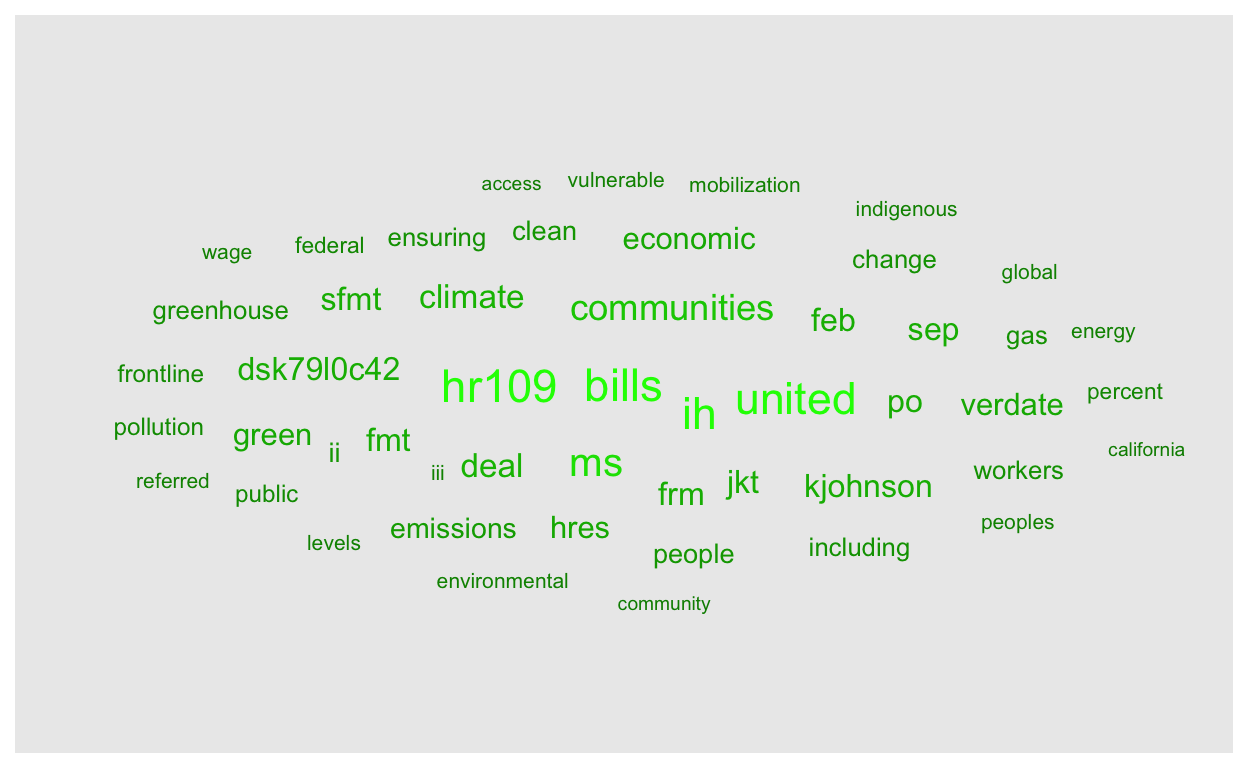 access vulnerable mobilization
indigenous
wage federal ensuring clean economic
change global
greenhouse sfmt climate communities feb sep gas energy
frontline dsk79l0c42 hr109 bills ih united po verdate percent
pollution green ii fmt iii deal ms california
referred public frm jkt kjohnson workers
levels emissions hres people including peoples
environmental community